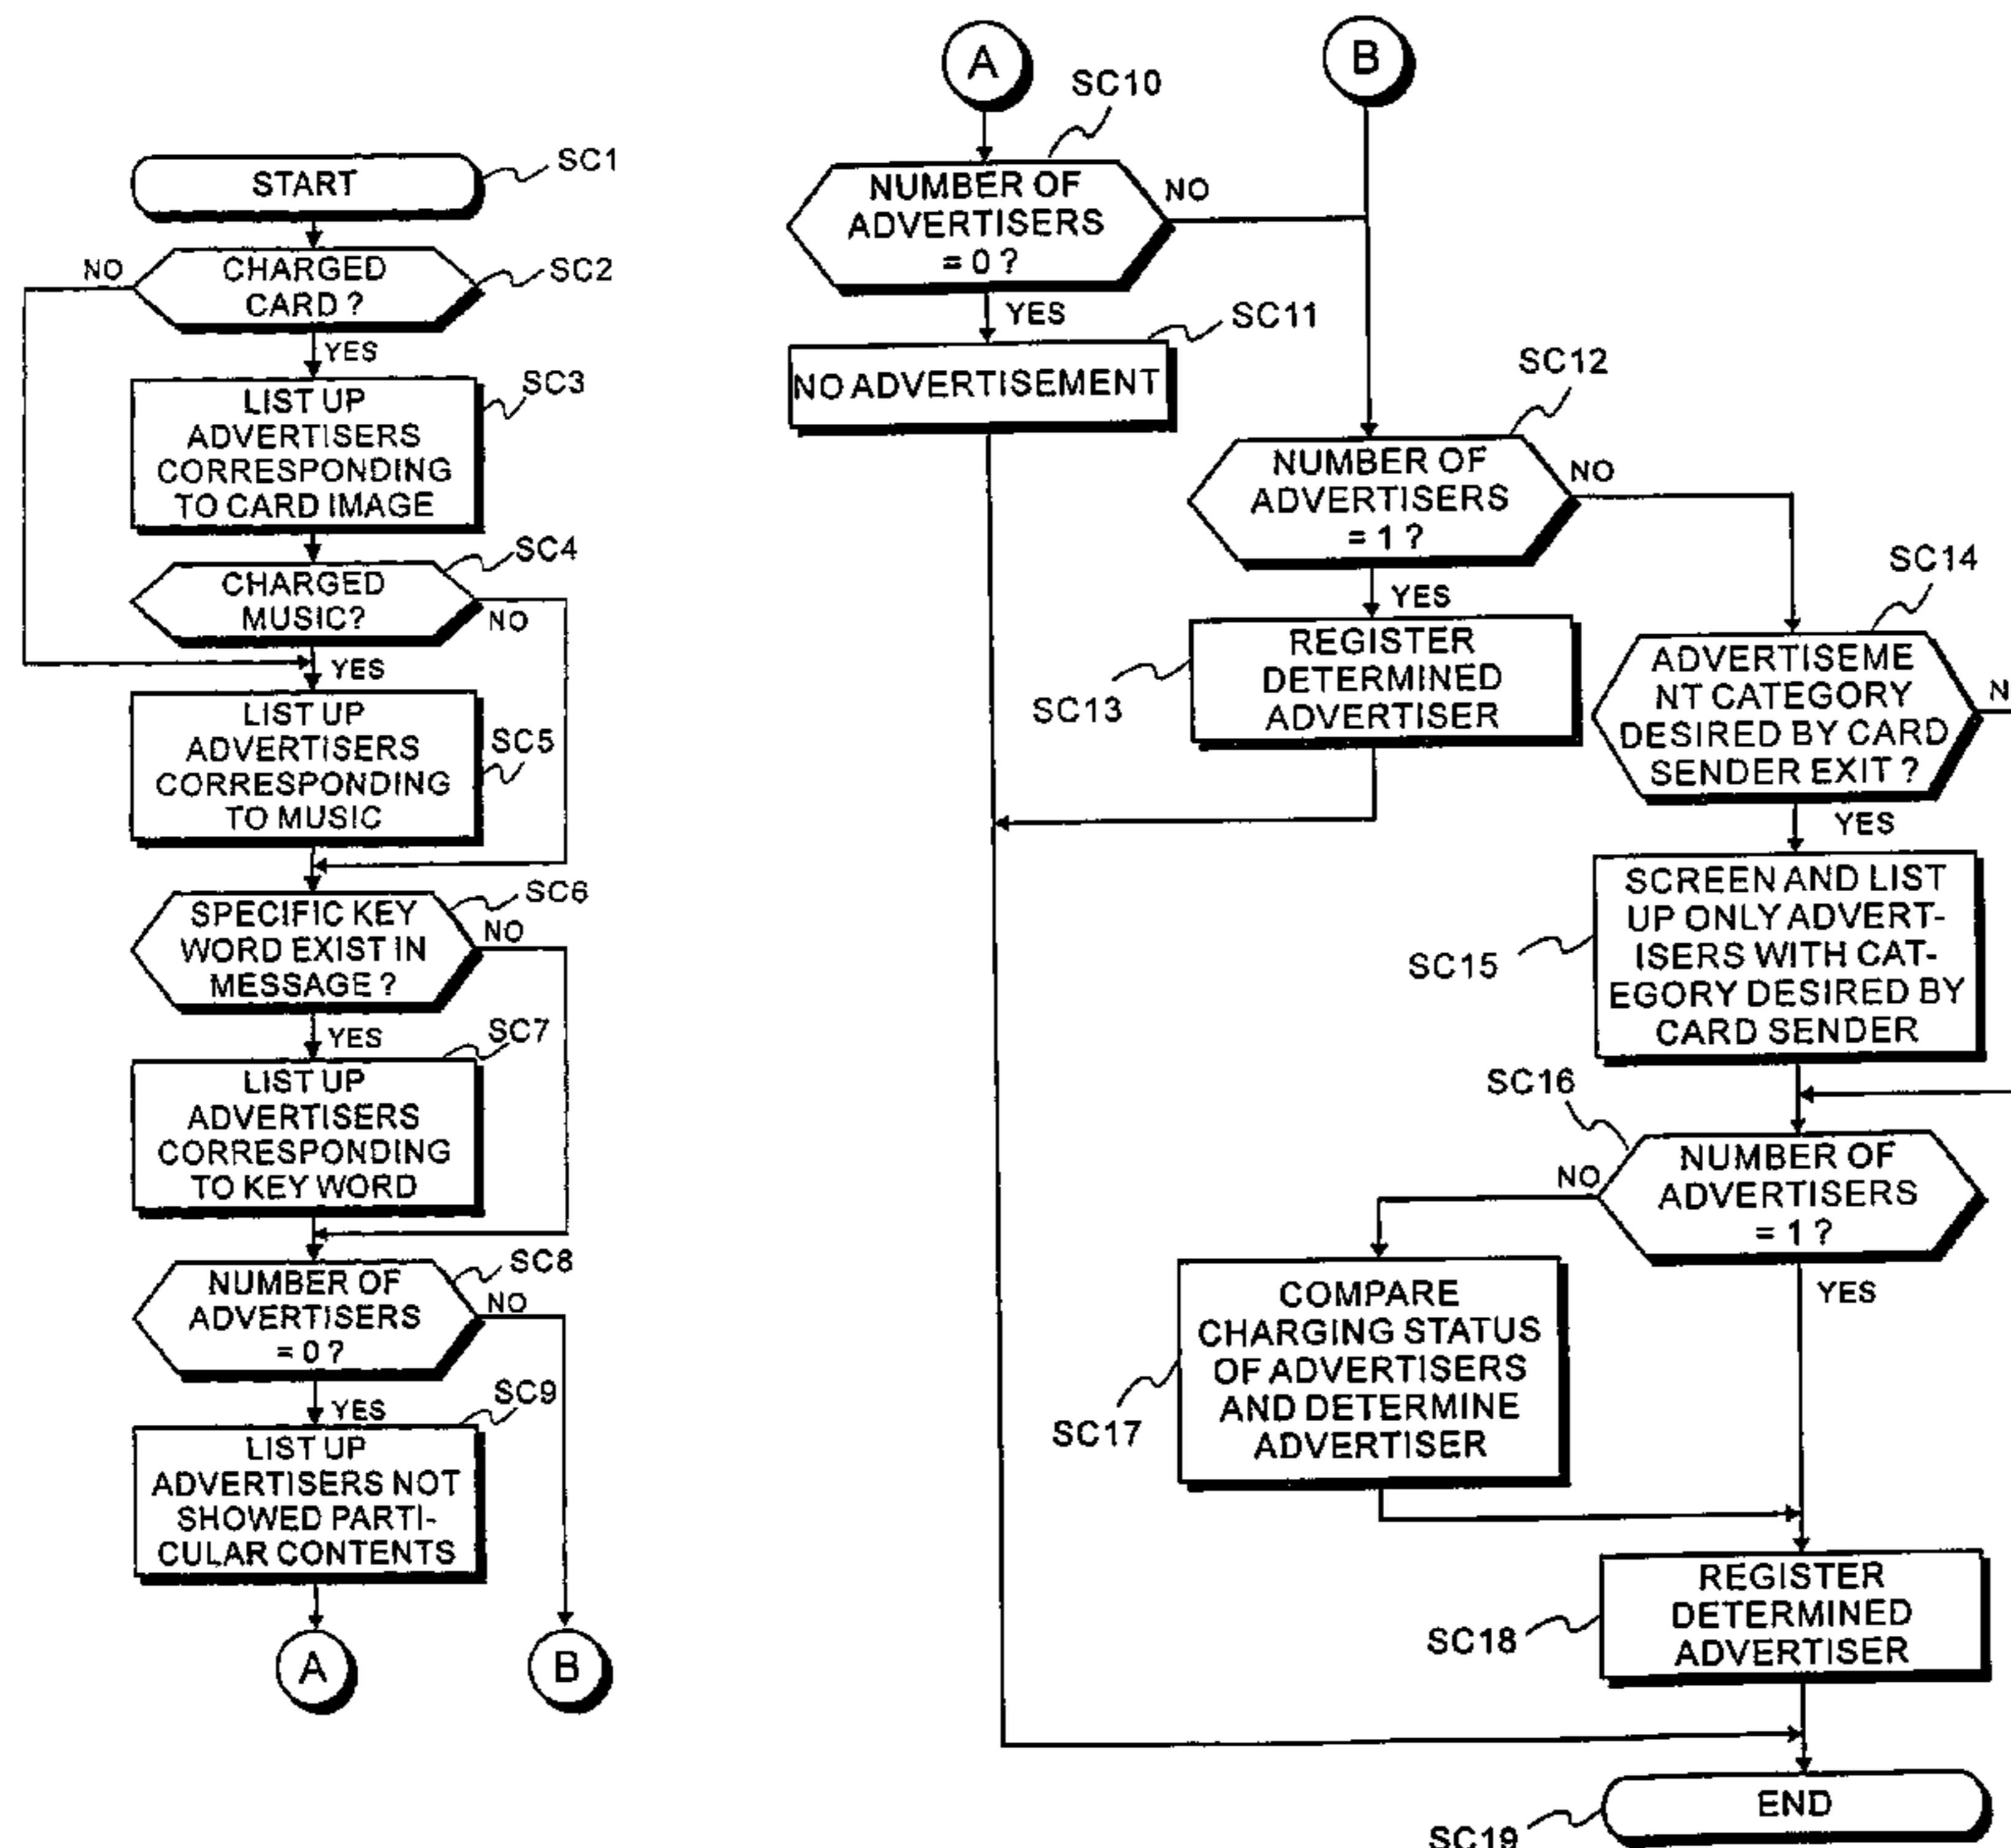 START
SC1
NO
CHARGED
CARD ?
SC2
YES
LIST UP
ADVERTISERS
CORRESPONDING
TO CARD IMAGE
SC3
CHARGED
MUSIC?
SC4
NO
YES
LIST UP
ADVERTISERS
CORRESPONDING
TO MUSIC
SC5
SPECIFIC KEY
WORD EXIST IN
MESSAGE ?
SC6
NO
YES
LIST UP
ADVERTISERS
CORRESPONDING
TO KEY WORD
SC7
NUMBER OF
ADVERTISERS
= 0 ?
SC8
NO
YES
LIST UP
ADVERTISERS NOT
SHOWED PARTI-
CULAR CONTENTS
SC9
A
B
A
B
SC10
NUMBER OF
ADVERTISERS
= 0 ?
NO
YES
SC11
NO ADVERTISEMENT
SC12
NUMBER OF
ADVERTISERS
= 1 ?
NO
YES
REGISTER
DETERMINED
ADVERTISER
SC13
SC14
ADVERTISEME
NT CATEGORY
DESIRED BY CARD
SENDER EXIT ?
N
YES
SCREEN AND LIST
UP ONLY ADVERT-
ISERS WITH CAT-
EGORY DESIRED BY
CARD SENDER
SC15
SC16
NUMBER OF
ADVERTISERS
= 1 ?
NO
YES
COMPARE
CHARGING STATUS
OF ADVERTISERS
AND DETERMINE
ADVERTISER
SC17
REGISTER
DETERMINED
ADVERTISER
SC18
END
SC19